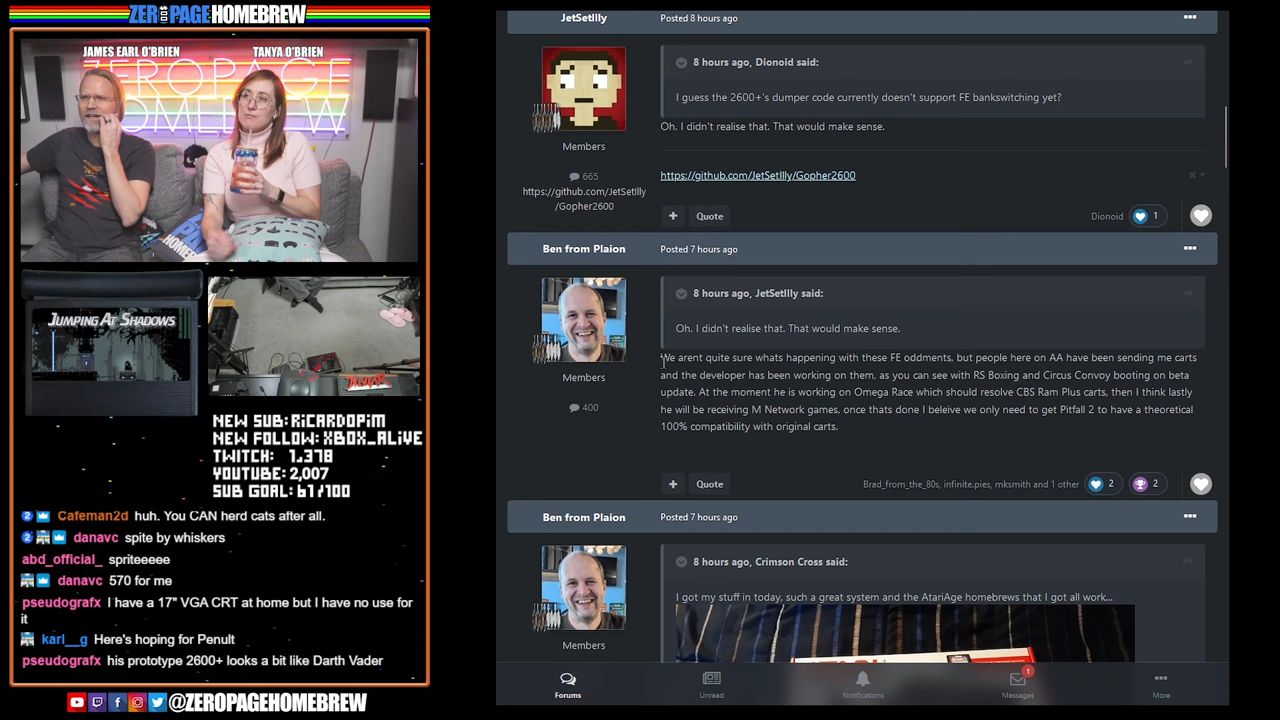 ZEROPAGE HOMEBREW
JAMES EARL O'BRIEN
TANYA O'BRIEN
ZEROPAGE
HOMEBREW
JUMPING AT SHADOWS
NEW SUB: RICARDOPIM
NEW FOLLOW: XBOX_ALIVE
TWITCH: 1,378
YOUTUBE: 2,007
SUB GOAL: 67/100
Cafeman2d huh. You CAN herd cats after all.
danavc spite by whiskers
abd_official_ spriteeeee
danavc 570 for me
pseudografx I have a 17" VGA CRT at home but I have no use for
it
karl__g Here's hoping for Penult
pseudografx his prototype 2600+ looks a bit like Darth Vader
@ZEROPAGEHOMEBREW
JetSetIlly
Posted 8 hours ago
8 hours ago, Dionoid said:
I guess the 2600+'s dumper code currently doesn't support FE bankswitching yet?
Oh. I didn't realise that. That would make sense.
Members
665
https://github.com/JetSetIlly
/Gopher2600
https://github.com/JetSetIlly/Gopher2600
+ Quote
Dionoid 1
Ben from Plaion
Posted 7 hours ago
8 hours ago, JetSetIlly said:
Oh. I didn't realise that. That would make sense.
Members
400
We arent quite sure whats happening with these FE oddments, but people here on AA have been sending me carts
and the developer has been working on them, as you can see with RS Boxing and Circus Convoy booting on beta
update. At the moment he is working on Omega Race which should resolve CBS Ram Plus carts, then I think lastly
he will be receiving M Network games, once thats done I beleive we only need to get Pitfall 2 to have a theoretical
100% compatibility with original carts.
+ Quote
Brad_from_the_80s, infinite.pies, mksmith and 1 other 2 2
Ben from Plaion
Posted 7 hours ago
8 hours ago, Crimson Cross said:
I got my stuff in today, such a great system and the AtariAge homebrews that I got all work...
Members
Forums
Unread
Notifications
1
Messages
More